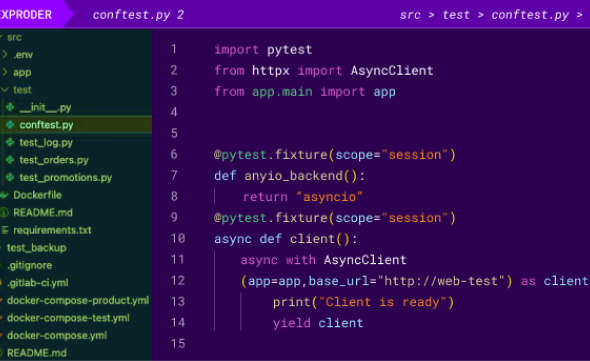 EXPRODER
conftest.py 2
src > test > conftest.py >
src
.env
app
test
__init__.py
conftest.py
test_log.py
test_orders.py
test_promotions.py
Dockerfile
README.md
requirements.txt
test_backup
.gitignore
.gitlab-ci.yml
docker-compose-product.yml
docker-compose-test.yml
docker-compose.yml
README.md
1 import pytest
2 from httpx import AsyncClient
3 from app.main import app
4
5
6 @pytest.fixture(scope="session")
7 def anyio_backend():
8 return "asyncio"
9 @pytest.fixture(scope="session")
10 async def client():
11 async with AsyncClient
12 (app=app,base_url="http://web-test") as client
13 print("Client is ready")
14 yield client
15